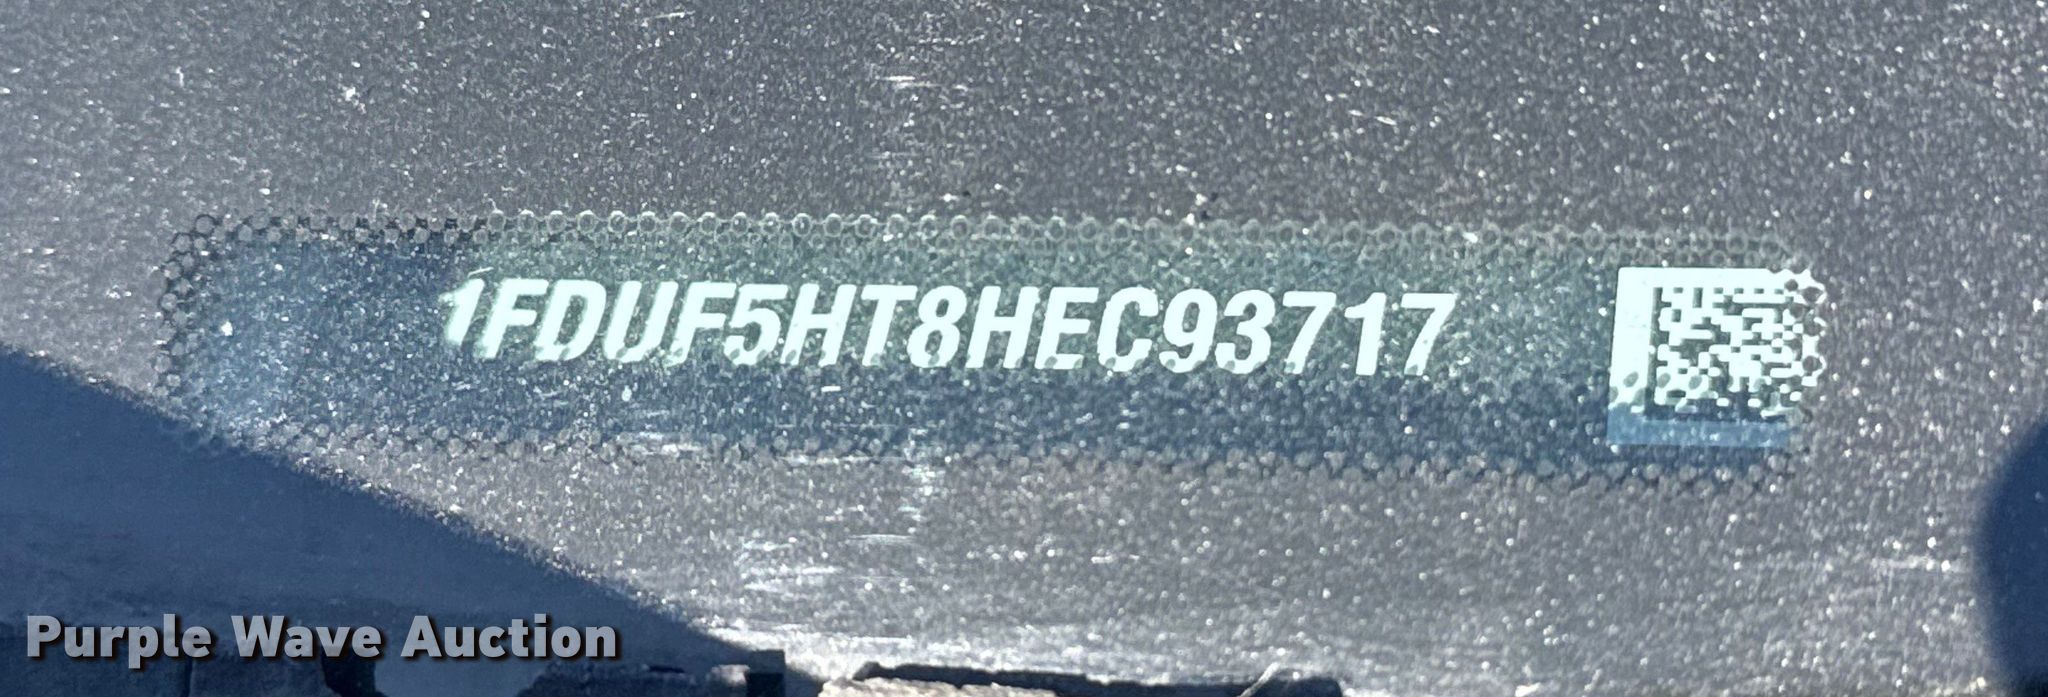 1FDUF5HT8HEC93717
Purple Wave Auction